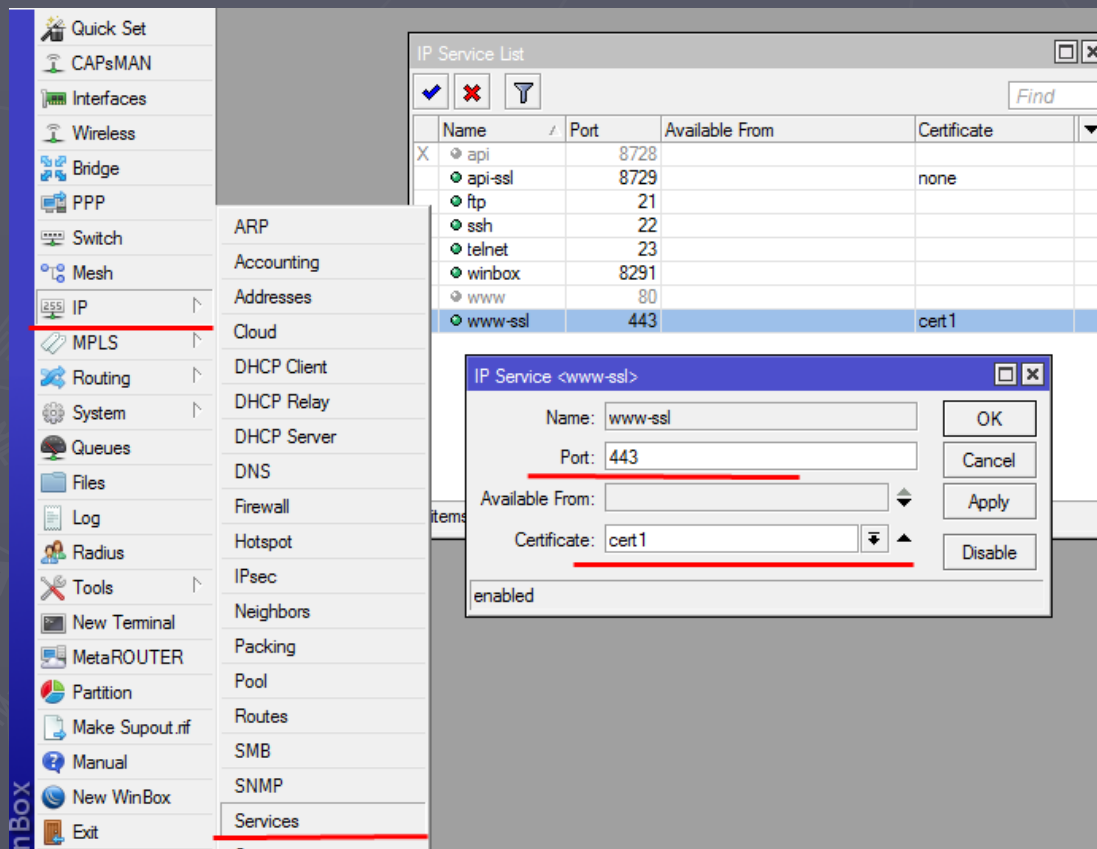 Quick Set
CAPsMAN
Interfaces
Wireless
Bridge
PPP
Switch
Mesh
255 IP
MPLS
Routing
System
Queues
Files
Log
Radius
Tools
New Terminal
MetaROUTER
Partition
Make Supout.rif
Manual
New WinBox
Exit
nBox
ARP
Accounting
Addresses
Cloud
DHCP Client
DHCP Relay
DHCP Server
DNS
Firewall
Hotspot
IPsec
Neighbors
Packing
Pool
Routes
SMB
SNMP
Services
IP Service List
Find
Name Port Available From Certificate
X api 8728
api-ssl 8729 none
ftp 21
ssh 22
telnet 23
winbox 8291
www 80
www-ssl 443 cert1
items
IP Service <www-ssl>
Name: www-ssl
Port: 443
Available From:
Certificate: cert1
enabled
OK
Cancel
Apply
Disable